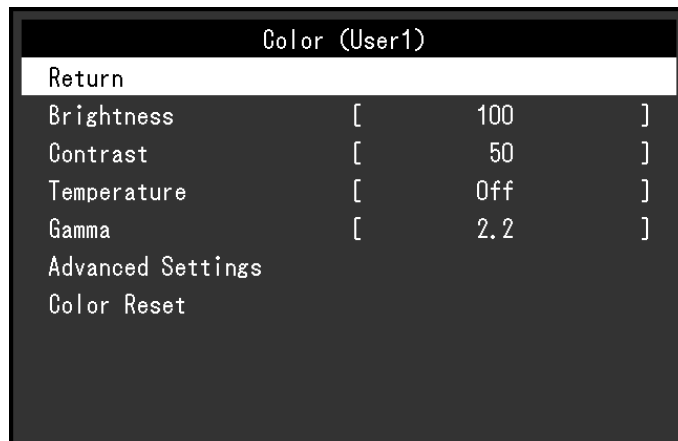 Color (User1)
Return
Brightness [ 100 ]
Contrast [ 50 ]
Temperature [ Off ]
Gamma [ 2.2 ]
Advanced Settings
Color Reset